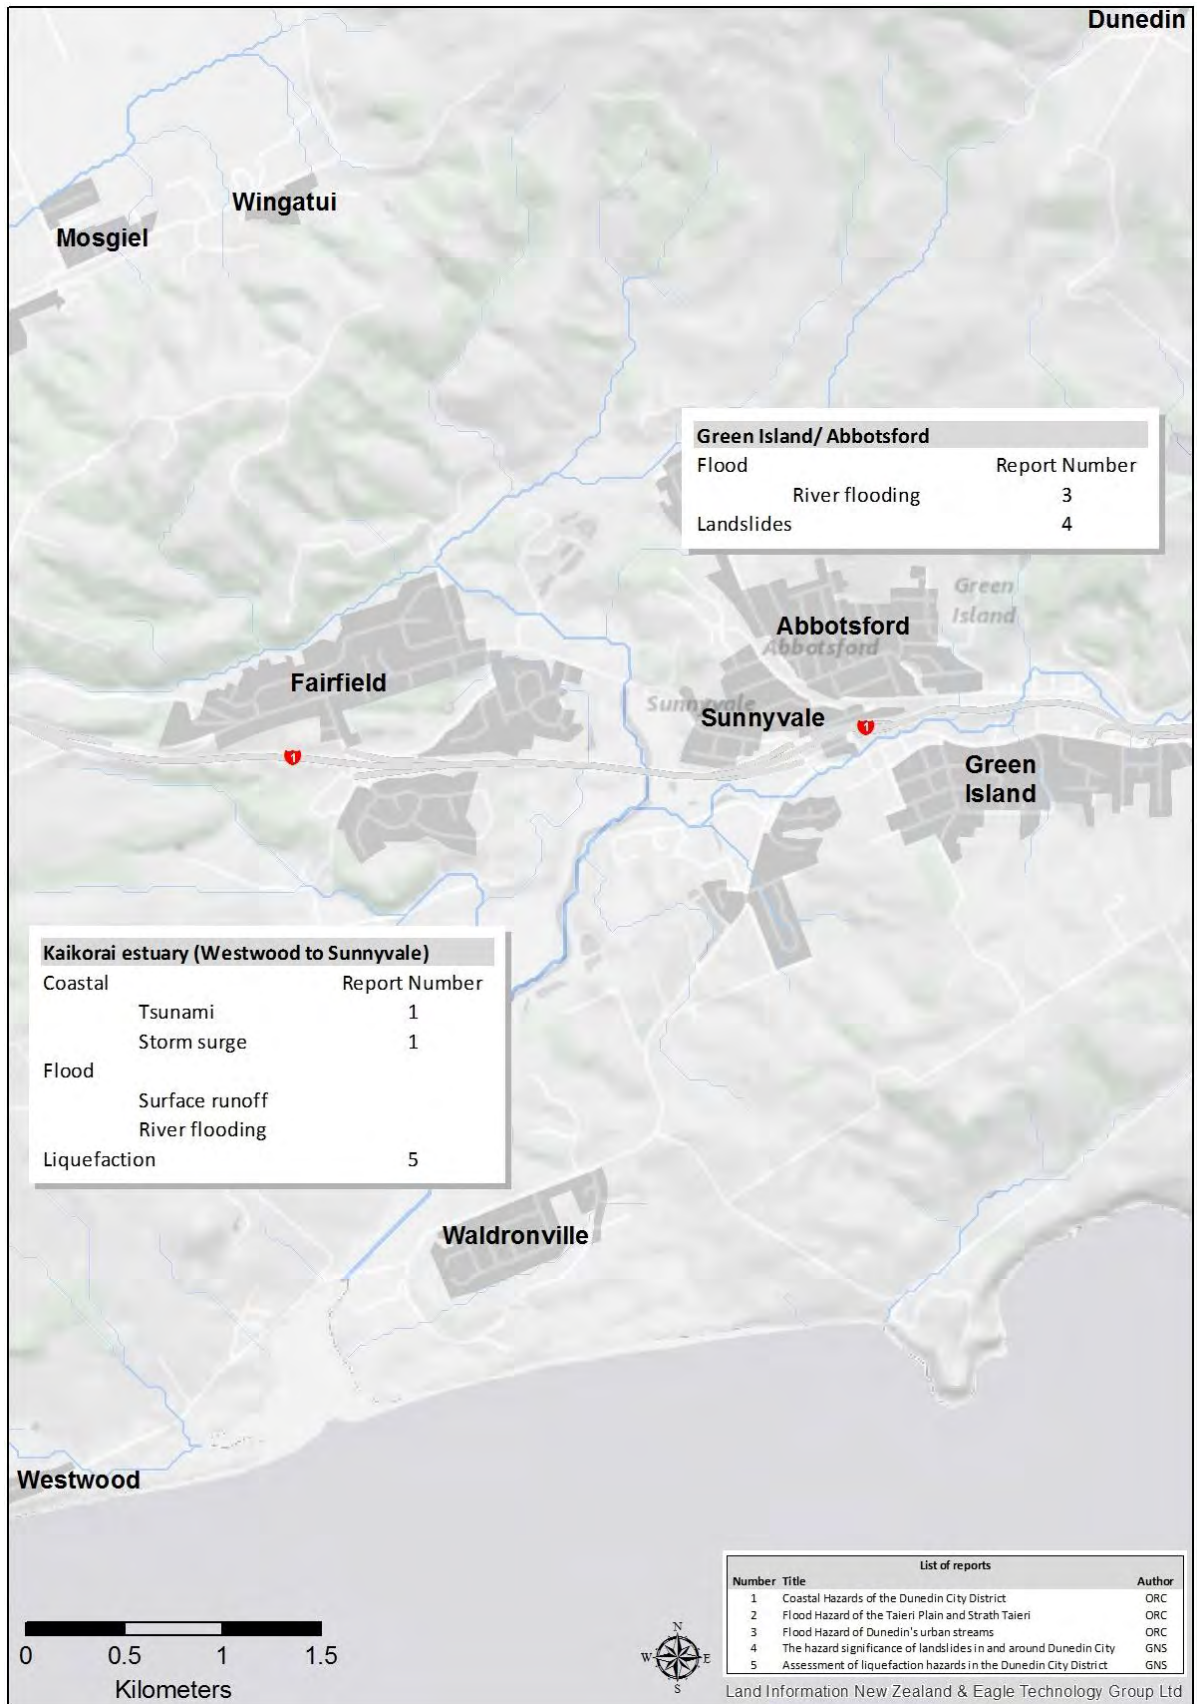 Dunedin
Wingatui
Mosgiel
Green Island/ Abbotsford
Flood Report Number
River flooding 3
Landslides 4
Green
Island
Abbotsford
Abbotsford
Fairfield
Sunnyvale
Sunnyvale
1
1
Green
Island
Kaikorai estuary (Westwood to Sunnyvale)
Coastal Report Number
Tsunami 1
Storm surge 1
Flood
Surface runoff
River flooding
Liquefaction 5
Waldronville
Westwood
List of reports
Number Title Author
1 Coastal Hazards of the Dunedin City District ORC
2 Flood Hazard of the Taieri Plain and Strath Taieri ORC
3 Flood Hazard of Dunedin's urban streams ORC
4 The hazard significance of landslides in and around Dunedin City GNS
5 Assessment of liquefaction hazards in the Dunedin City District GNS
0 0.5 1 1.5
Kilometers
N
W E
S
Land Information New Zealand & Eagle Technology Group Ltd